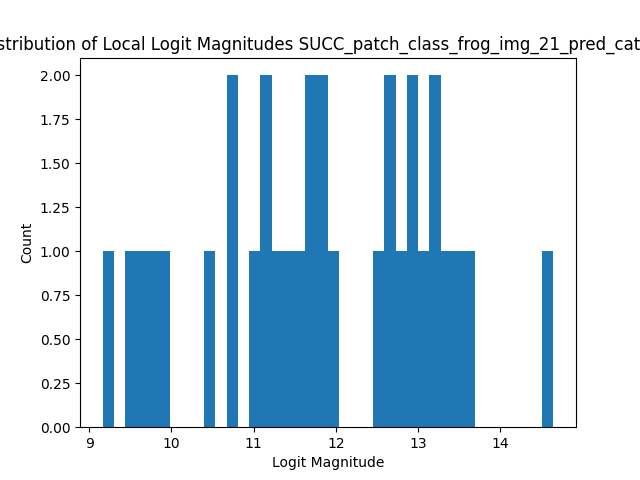 stribution of Local Logit Magnitudes SUCC_patch_class_frog_img_21_pred_cat
2.00
1.75
1.50
1.25
1.00
0.75
0.50
0.25
0.00
Count
9 10 11 12 13 14
Logit Magnitude